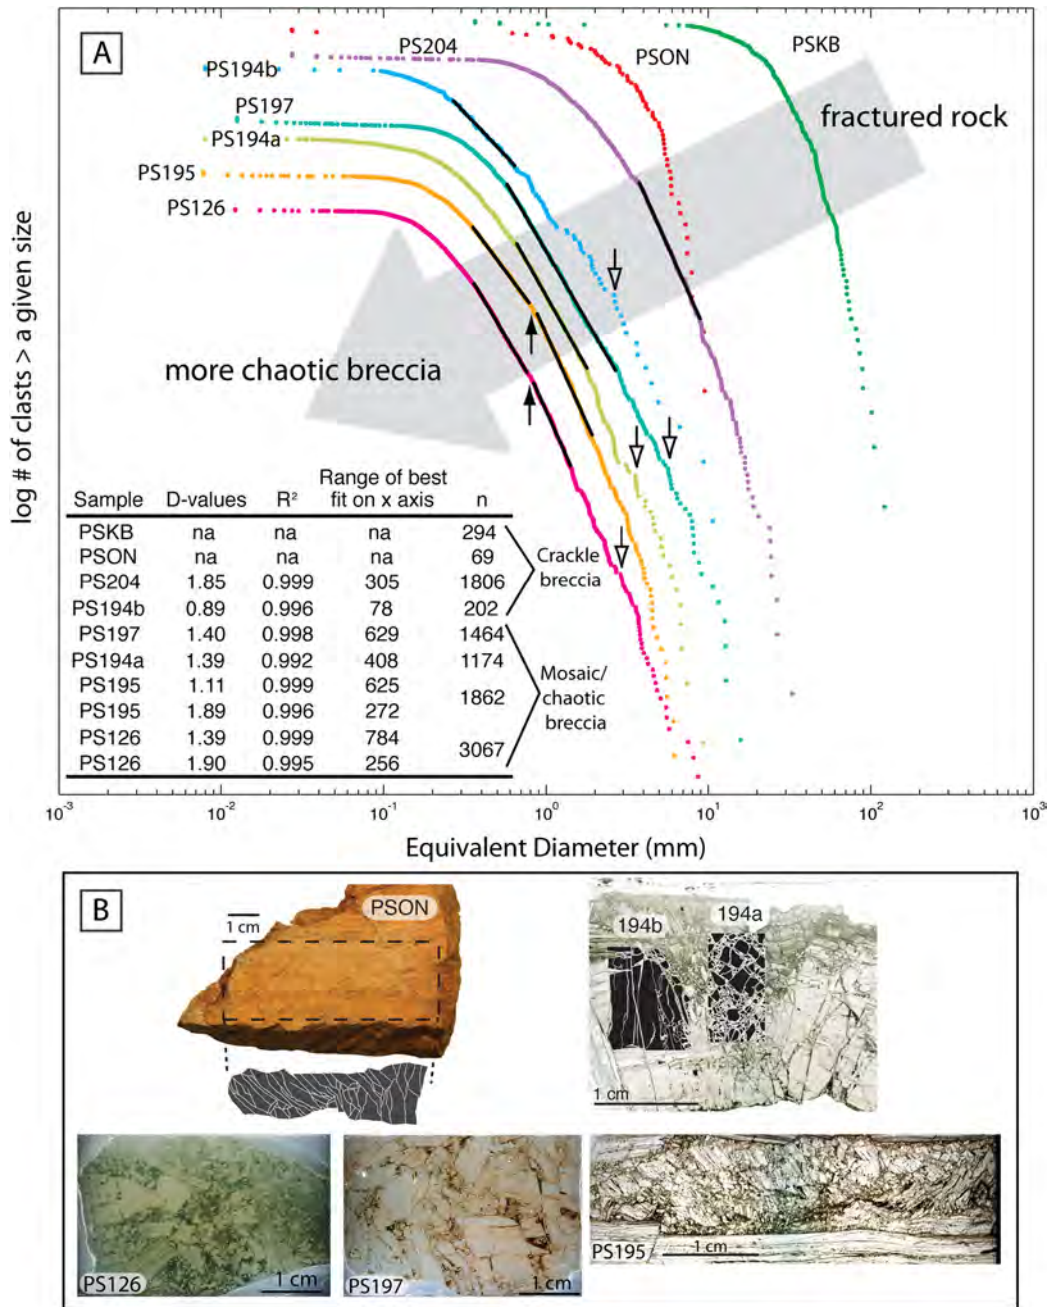 A
PS204
PSON
PSKB
PS194b
PS197
PS194a
PS195
PS126
fractured rock
more chaotic breccia
log # of clasts > a given size
Sample D-values R² Range of best fit on x axis n
PSKB na na na 294
PSON na na na 69
PS204 1.85 0.999 305 1806
PS194b 0.89 0.996 78 202
PS197 1.40 0.998 629 1464
PS194a 1.39 0.992 408 1174
PS195 1.11 0.999 625 1862
PS195 1.89 0.996 272
PS126 1.39 0.999 784 3067
PS126 1.90 0.995 256
Crackle
breccia
Mosaic/
chaotic
breccia
10⁻³ 10⁻² 10⁻¹ 10⁰ 10¹ 10² 10³
Equivalent Diameter (mm)
B
1 cm
PSON
194b
194a
1 cm
PS126
1 cm
PS197
1 cm
PS195
1 cm